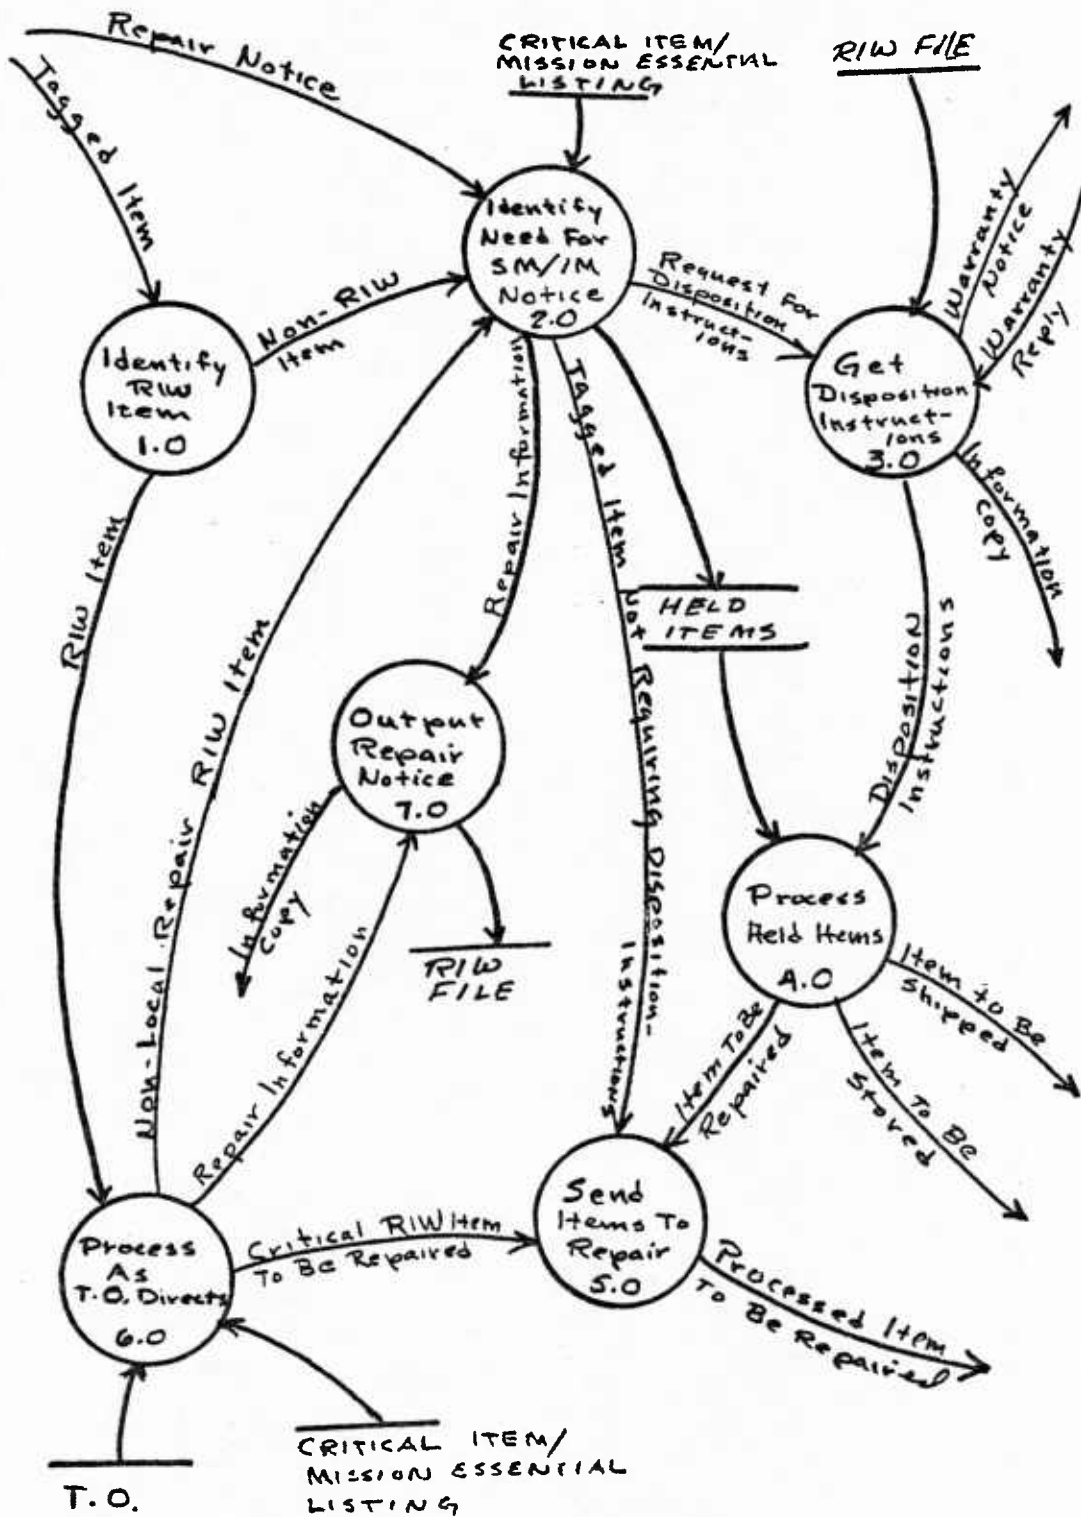 Repair Notice
Tagged Item
CRITICAL ITEM/
MISSION ESSENTIAL
LISTING
RIW FILE
Identify
Need For
SM/IM
Notice
2.0
Warranty
Notice
Warranty
Reply
Request For
Disposition
Instruct-
ions
Non-RIW
Item
Identify
RIW
Item
1.0
Get
Disposition
Instruct-
ions
3.0
Information
Copy
Repair Information
Tagged Item Not Requiring Disposition-
Instructions
HELD
ITEMS
RIW Item
Non-Local Repair RIW Item
Disposition
Instructions
Output
Repair
Notice
7.0
Information
Copy
RIW
FILE
Repair Information
Process
Held Items
4.0
Item to Be
Shipped
Item To Be
Stored
Item To Be
Repaired
Send
Items To
Repair
5.0
Process
As
T.O. Directs
6.0
Critical RIW Item
To Be Repaired
Processed Item
To Be Repaired
T.O.
CRITICAL ITEM/
MISSION ESSENTIAL
LISTING